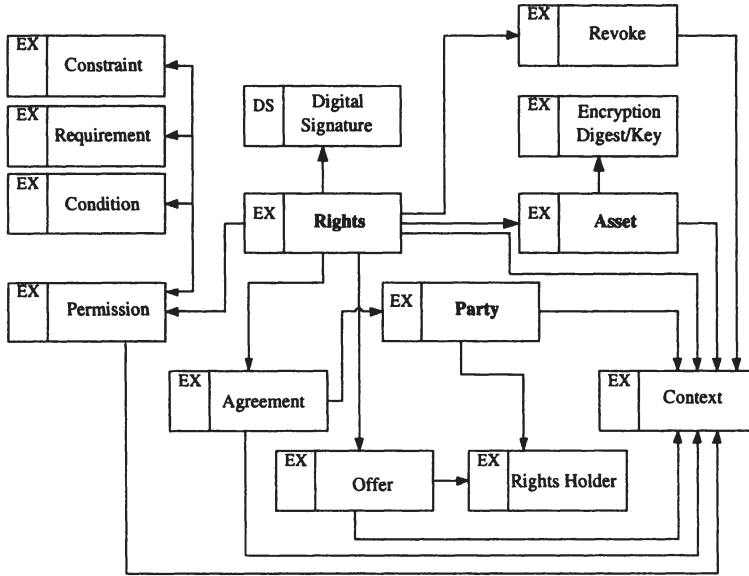 EX
Revoke
EX
Constraint
DS
Digital
Signature
EX
Encryption
Digest/Key
EX
Requirement
EX
Condition
EX
Rights
EX
Asset
EX
Permission
EX
Party
EX
Agreement
EX
Context
EX
Offer
EX
Rights Holder